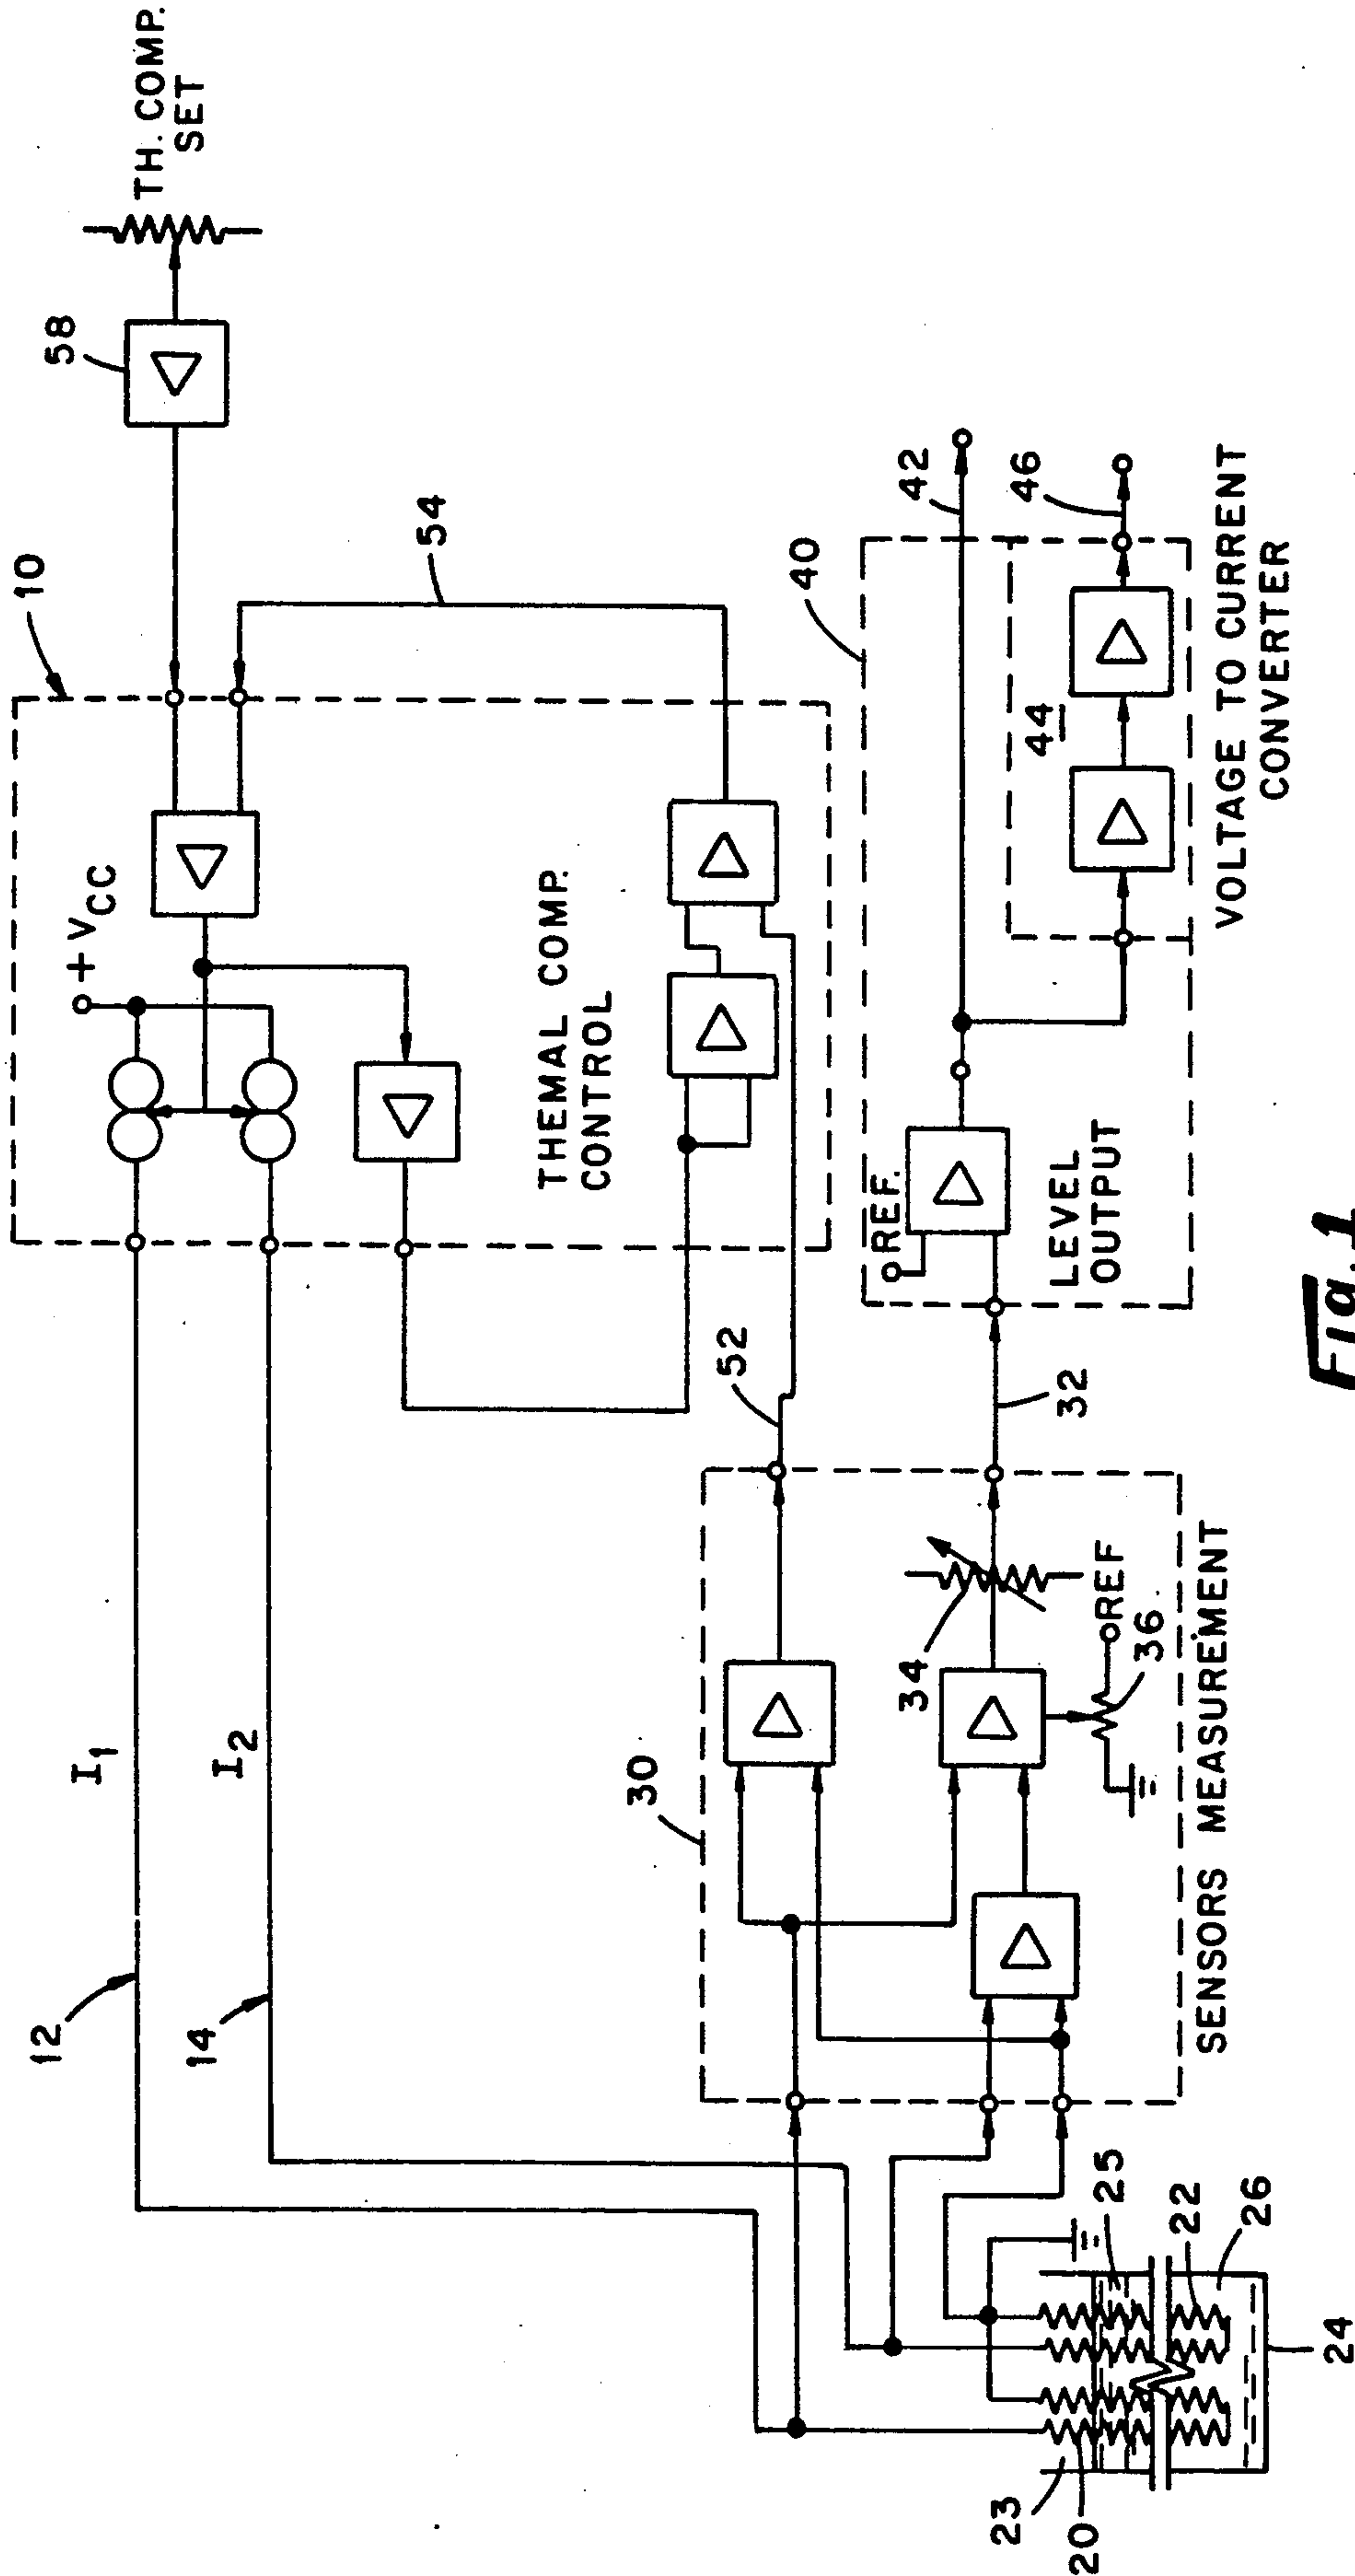 TH. COMP.
SET
58
10
54
+ VCC
THEMAL COMP.
CONTROL
I1
I2
12
14
52
40
42
44
46
REF.
LEVEL
OUTPUT
VOLTAGE TO CURRENT
CONVERTER
32
30
34
REF
36
SENSORS MEASUREMENT
23
20
25
22
26
24
Fig. 1